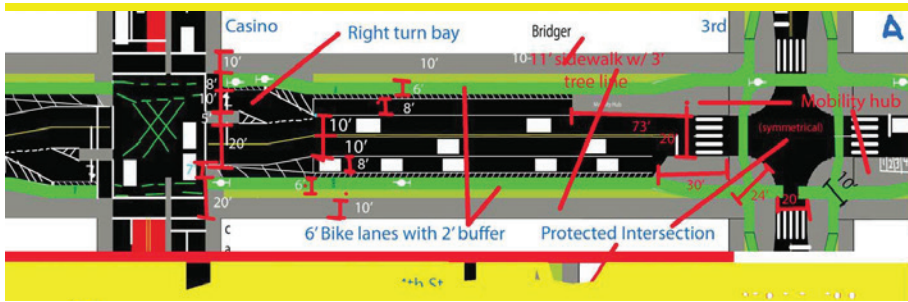 Casino
Bridger
3rd
A
Right turn bay
10'
10'
10-
11' sidewalk w/ 3'
tree line
8'
6'
10'
8'
Mobility hub
5'
10'
73'
20'
(symmetrical)
20'
10'
8'
7'
6'
30'
24'
10'
20'
20'
10'
6' Bike lanes with 2' buffer
Protected Intersection
c
a